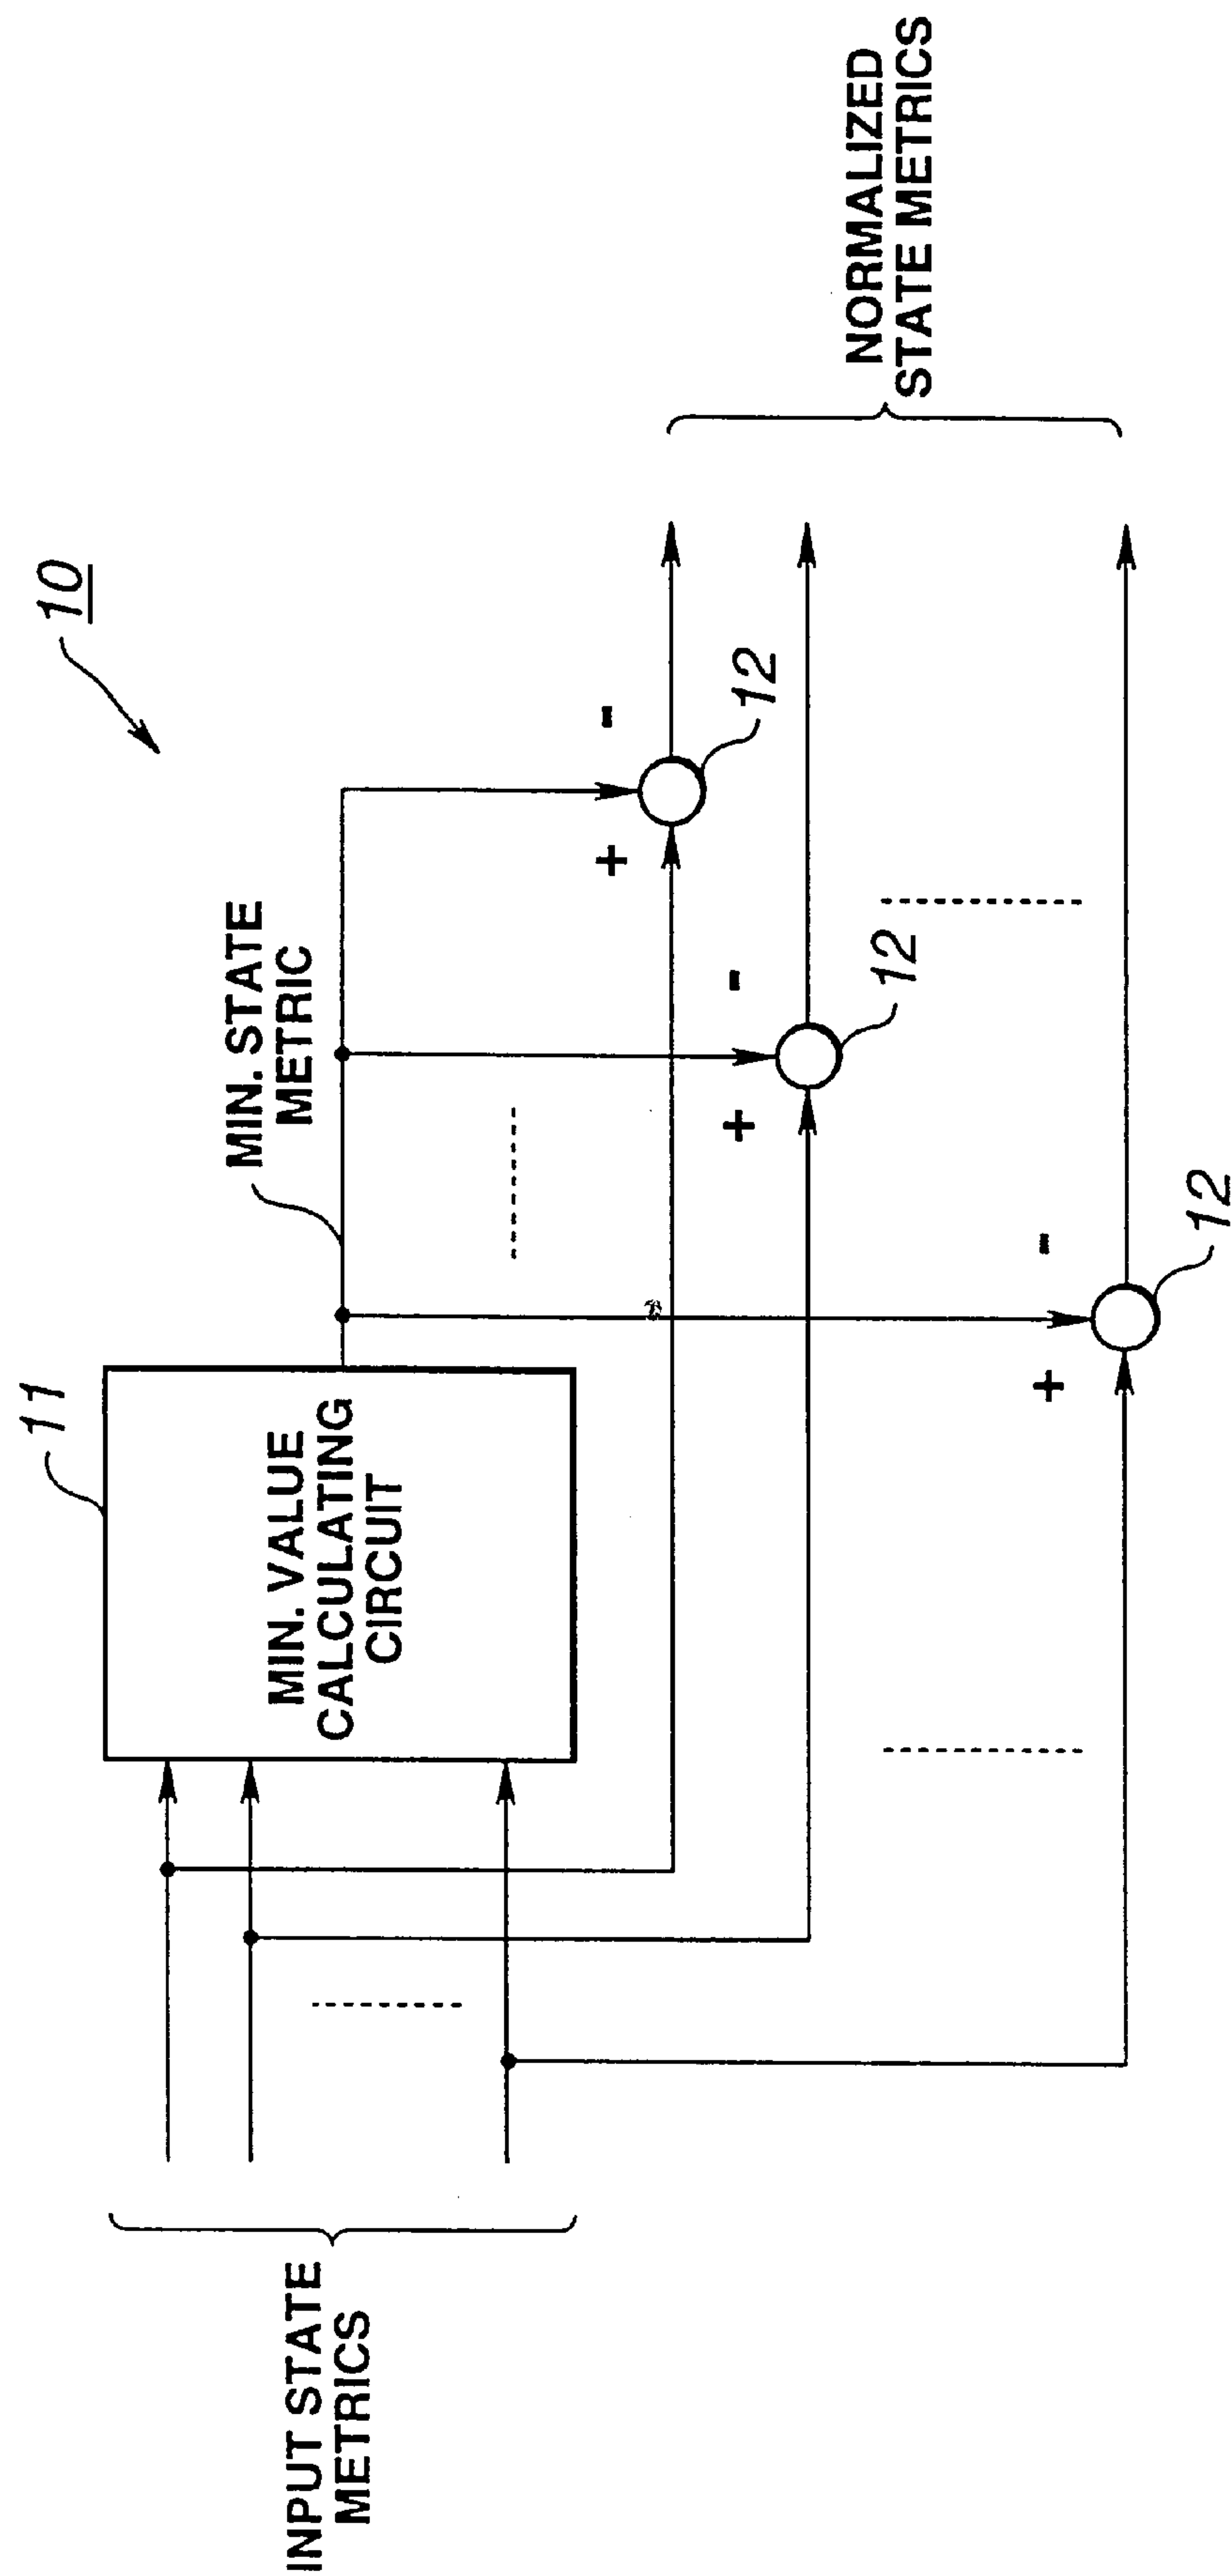 10
11
MIN. VALUE
CALCULATING
CIRCUIT
MIN. STATE
METRIC
INPUT STATE
METRICS
-
+
12
-
+
12
-
+
12
NORMALIZED
STATE METRICS